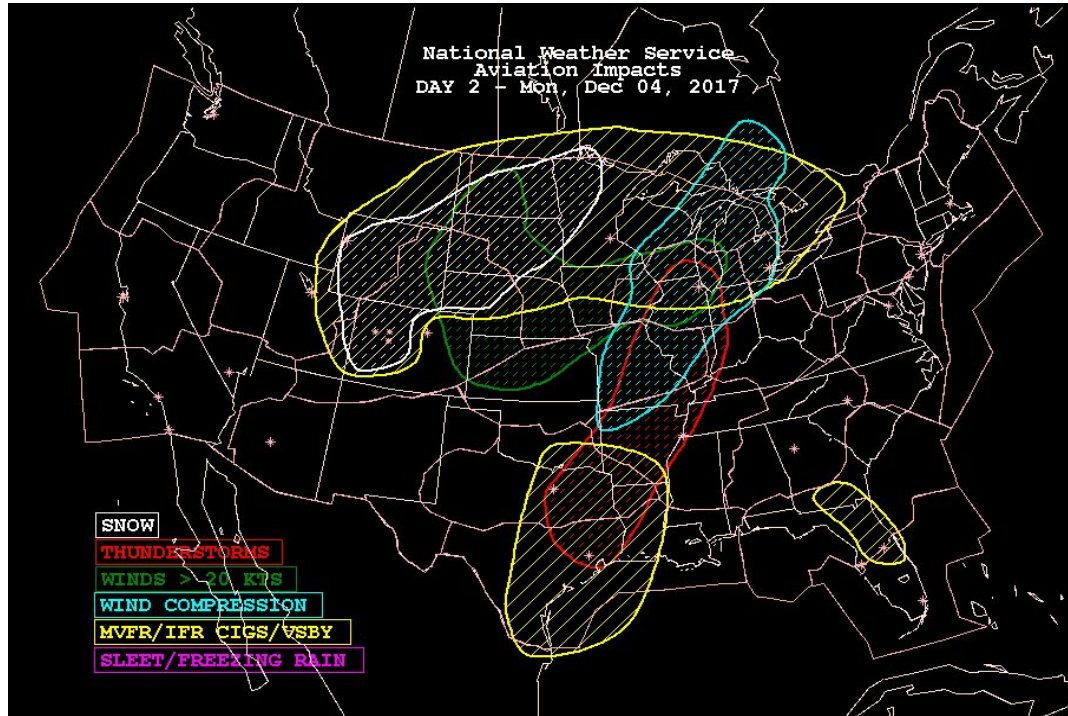 National Weather Service
Aviation Impacts
DAY 2 - Mon, Dec 04, 2017
SNOW
THUNDERSTORMS
WINDS > 20 KTS
WIND COMPRESSION
MVFR/IFR CIGS/VSBY
SLEET/FREEZING RAIN